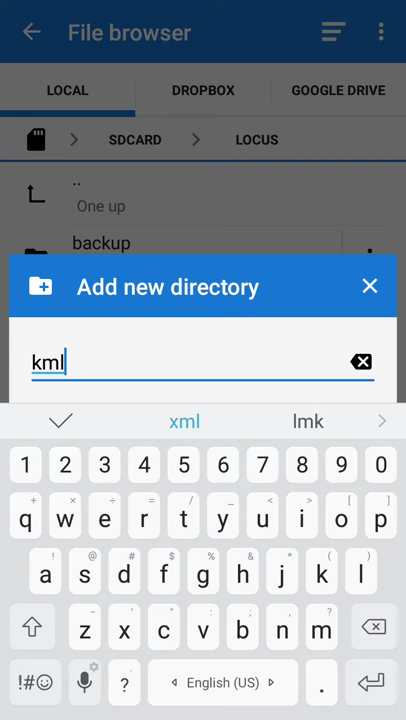 File browser
LOCAL DROPBOX GOOGLE DRIVE
SDCARD LOCUS
..
One up
backup
Add new directory
kml
xml lmk
1 2 3 4 5 6 7 8 9 0
+ × ÷ = / _ < > [ ]
q w e r t y u i o p
! @ # $ % ^ & * ( )
a s d f g h j k l
- ' " : ; , ?
z x c v b n m
!#☺ ? English (US) .